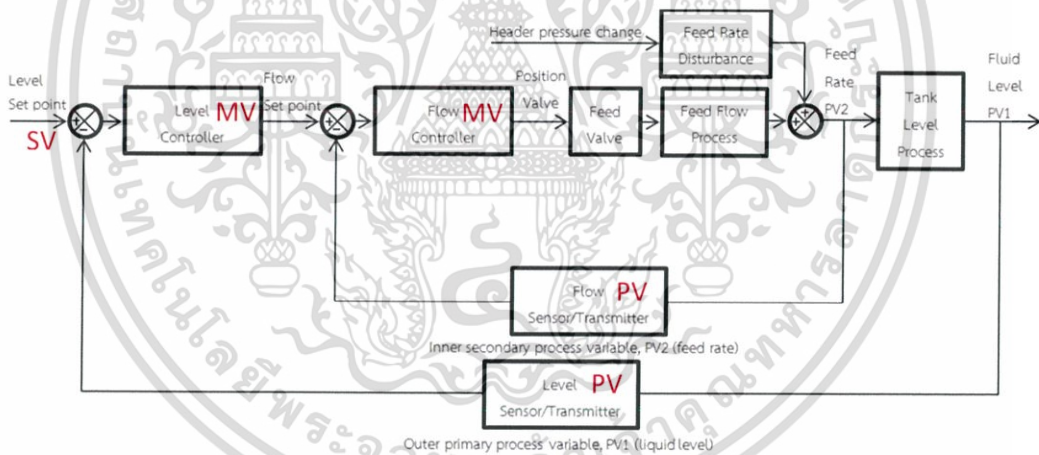 Header pressure change
Feed Rate
Disturbance
Feed
Rate
PV2
Fluid
Level
PV1
Level
Set point
SV
Level MV
Controller
Flow
Set point
Flow MV
Controller
Position
Valve
Feed
Valve
Feed Flow
Process
Tank
Level
Process
Flow PV
Sensor/Transmitter
Inner secondary process variable, PV2 (feed rate)
Level PV
Sensor/Transmitter
Outer primary process variable, PV1 (liquid level)